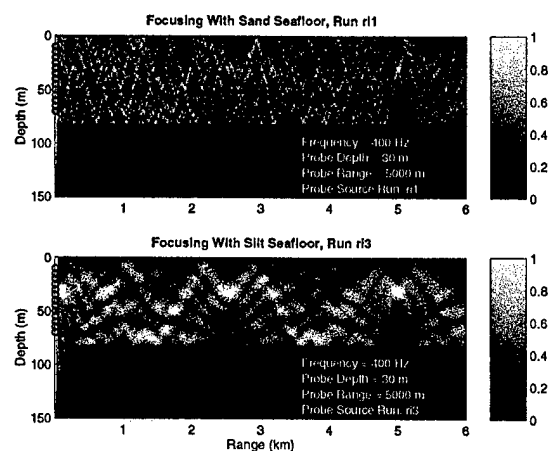 Focusing With Sand Seafloor, Run ri1
0
50
100
150
Depth (m)
1 2 3 4 5 6
Frequency = 400 Hz
Probe Depth = 30 m
Probe Range = 5000 m
Probe Source Run: ri1
1
0.8
0.6
0.4
0.2
0
Focusing With Silt Seafloor, Run ri3
0
50
100
150
Depth (m)
1 2 3 4 5 6
Range (km)
Frequency = 400 Hz
Probe Depth = 30 m
Probe Range = 5000 m
Probe Source Run: ri3
1
0.8
0.6
0.4
0.2
0